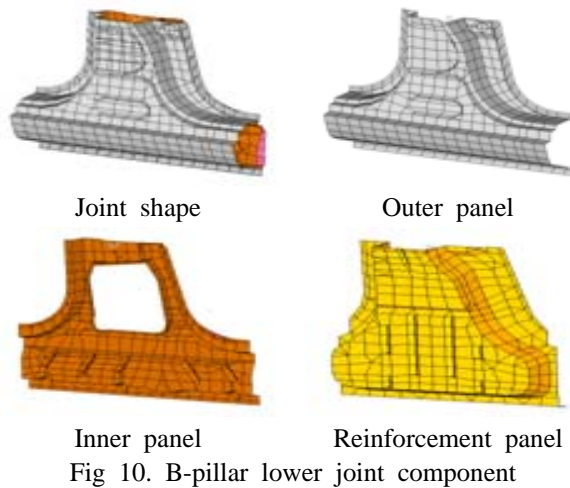 Joint shape
Outer panel
Inner panel
Reinforcement panel
Fig 10. B-pillar lower joint component